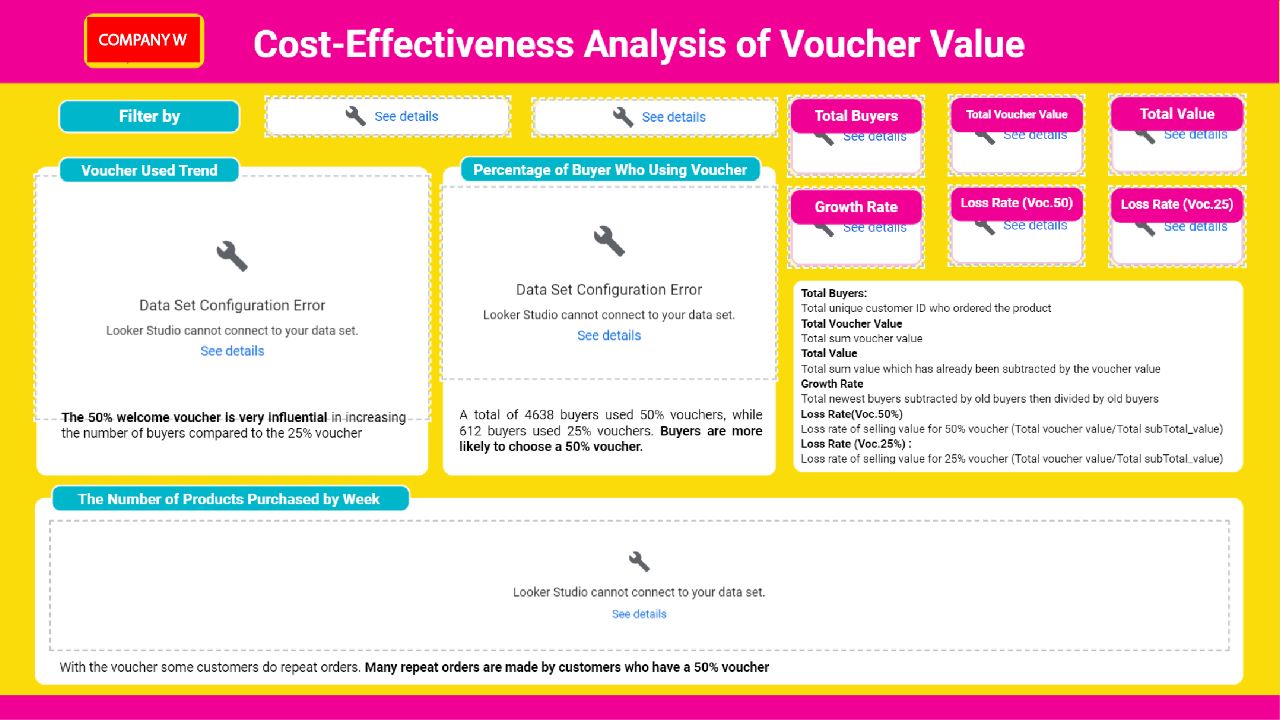 COMPANY W
Cost-Effectiveness Analysis of Voucher Value
Filter by
See details
See details
Total Buyers
See details
Total Voucher Value
See details
Total Value
See details
Growth Rate
See details
Loss Rate (Voc.50)
See details
Loss Rate (Voc.25)
See details
Voucher Used Trend
Data Set Configuration Error
Looker Studio cannot connect to your data set.
See details
The 50% welcome voucher is very influential in increasing
the number of buyers compared to the 25% voucher
Percentage of Buyer Who Using Voucher
Data Set Configuration Error
Looker Studio cannot connect to your data set.
See details
A total of 4638 buyers used 50% vouchers, while
612 buyers used 25% vouchers. Buyers are more
likely to choose a 50% voucher.
Total Buyers:
Total unique customer ID who ordered the product
Total Voucher Value
Total sum voucher value
Total Value
Total sum value which has already been subtracted by the voucher value
Growth Rate
Total newest buyers subtracted by old buyers then divided by old buyers
Loss Rate(Voc.50%)
Loss rate of selling value for 50% voucher (Total voucher value/Total subTotal_value)
Loss Rate (Voc.25%) :
Loss rate of selling value for 25% voucher (Total voucher value/Total subTotal_value)
The Number of Products Purchased by Week
Looker Studio cannot connect to your data set.
See details
With the voucher some customers do repeat orders. Many repeat orders are made by customers who have a 50% voucher